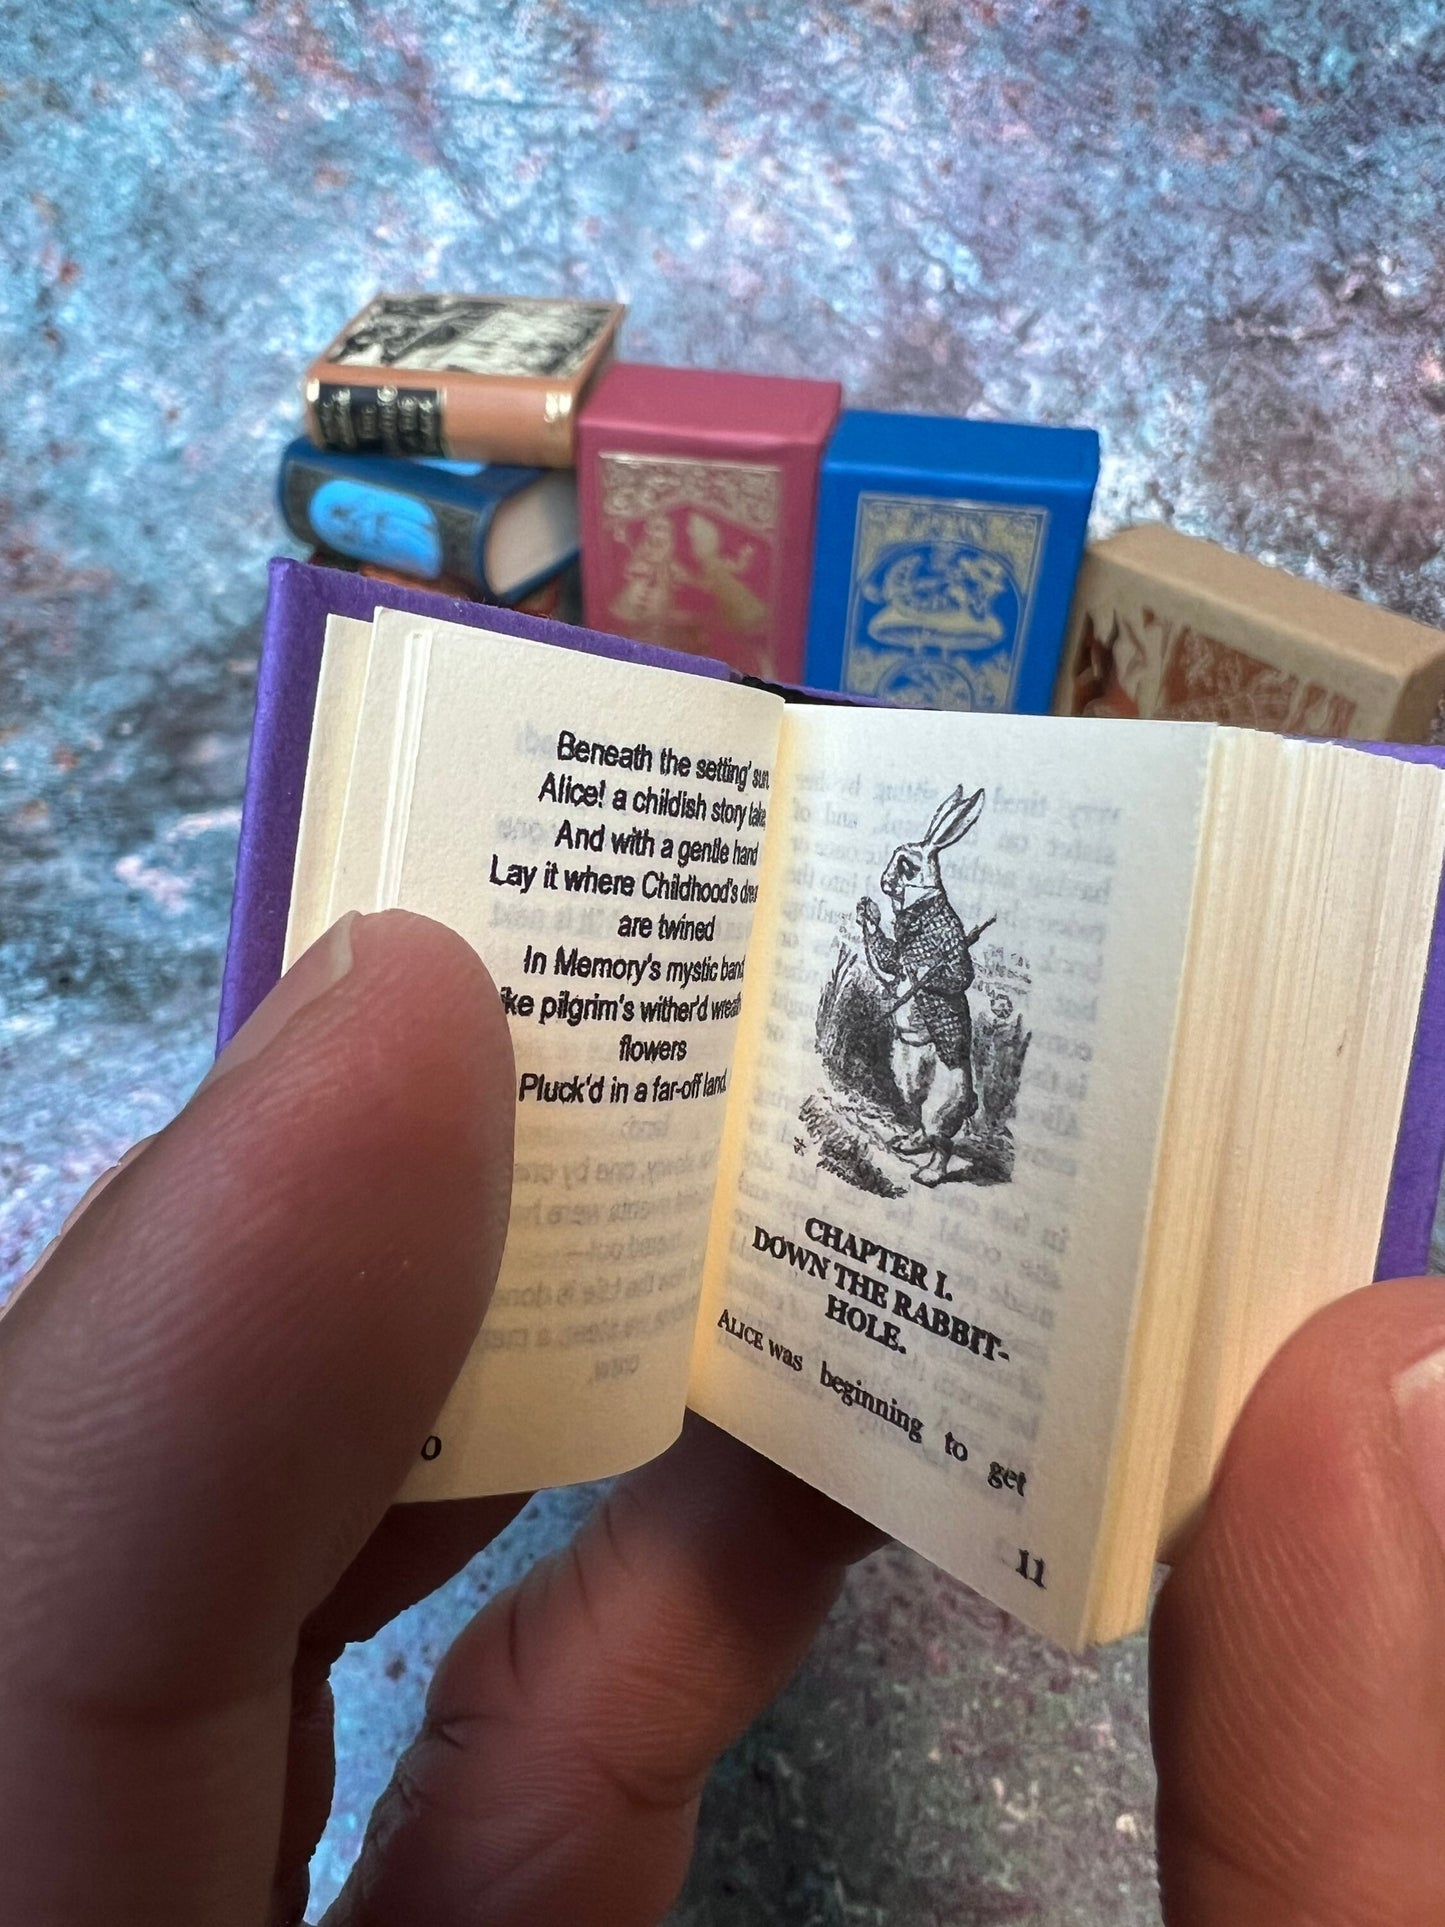 Beneath the setting sun.
Alice! a childish story take,
And with a gentle hand
Lay it where Childhood's
are twined
In Memory's mystic band
pilgrim's wither'd
flowers
Pluck'd in a far-off land.
CHAPTER I.
DOWN THE RABBIT-
HOLE.
ALICE was beginning to get
11